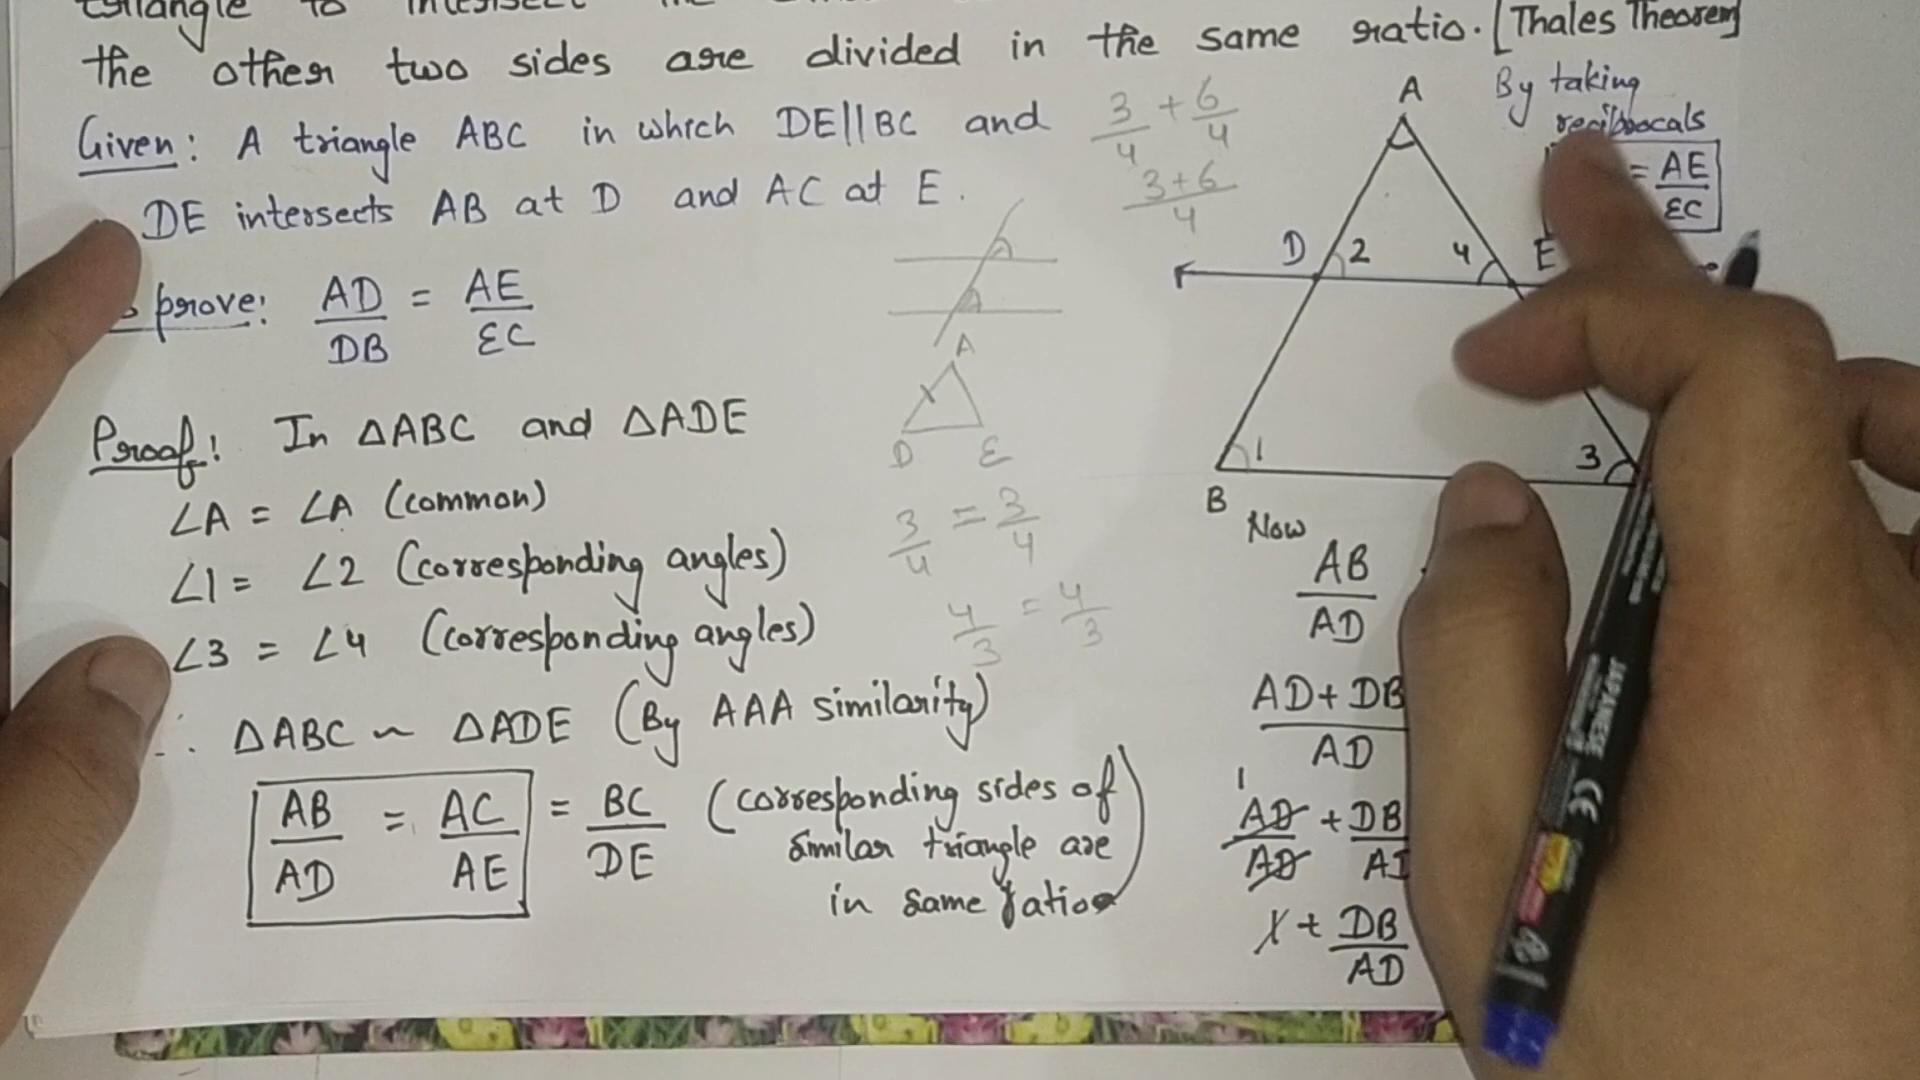 the other two sides are divided in the same ratio. [Thales Theorem]
Given: A triangle ABC in which DE||BC and
DE intersects AB at D and AC at E.
prove: AD/DB = AE/EC
Proof: In △ABC and △ADE
∠A = ∠A (common)
∠1 = ∠2 (corresponding angles)
∠3 = ∠4 (corresponding angles)
∴ △ABC ~ △ADE (By AAA similarity)
AB/AD = AC/AE = BC/DE (corresponding sides of
similar triangle are
in same ratio)
3/4 + 6/4
3+6/4
A
D E
3/4 = 3/4
4/3 = 4/3
By taking
reciprocals
= AE/EC
A
D 2 4 E
1 3
B
Now
AB/AD
AD+DB/AD
1
AD/AD + DB/AD
1 + DB/AD
JAPANESE
CE